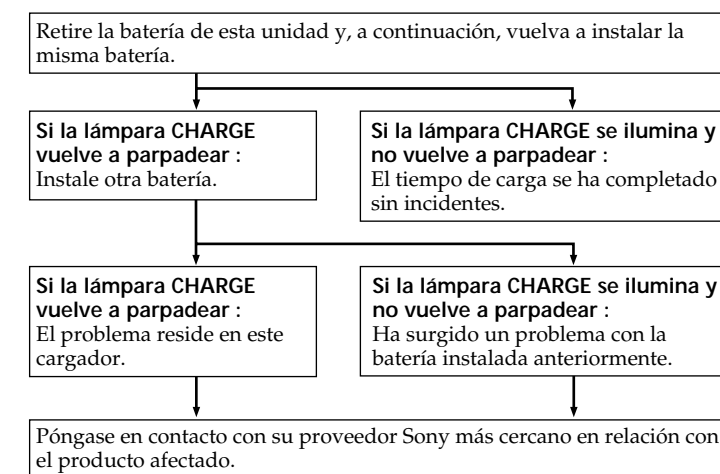 Retire la batería de esta unidad y, a continuación, vuelva a instalar la
misma batería.
Si la lámpara CHARGE
vuelve a parpadear :
Instale otra batería.
Si la lámpara CHARGE se ilumina y
no vuelve a parpadear :
El tiempo de carga se ha completado
sin incidentes.
Si la lámpara CHARGE
vuelve a parpadear :
El problema reside en este
cargador.
Si la lámpara CHARGE se ilumina y
no vuelve a parpadear :
Ha surgido un problema con la
batería instalada anteriormente.
Póngase en contacto con su proveedor Sony más cercano en relación con
el producto afectado.